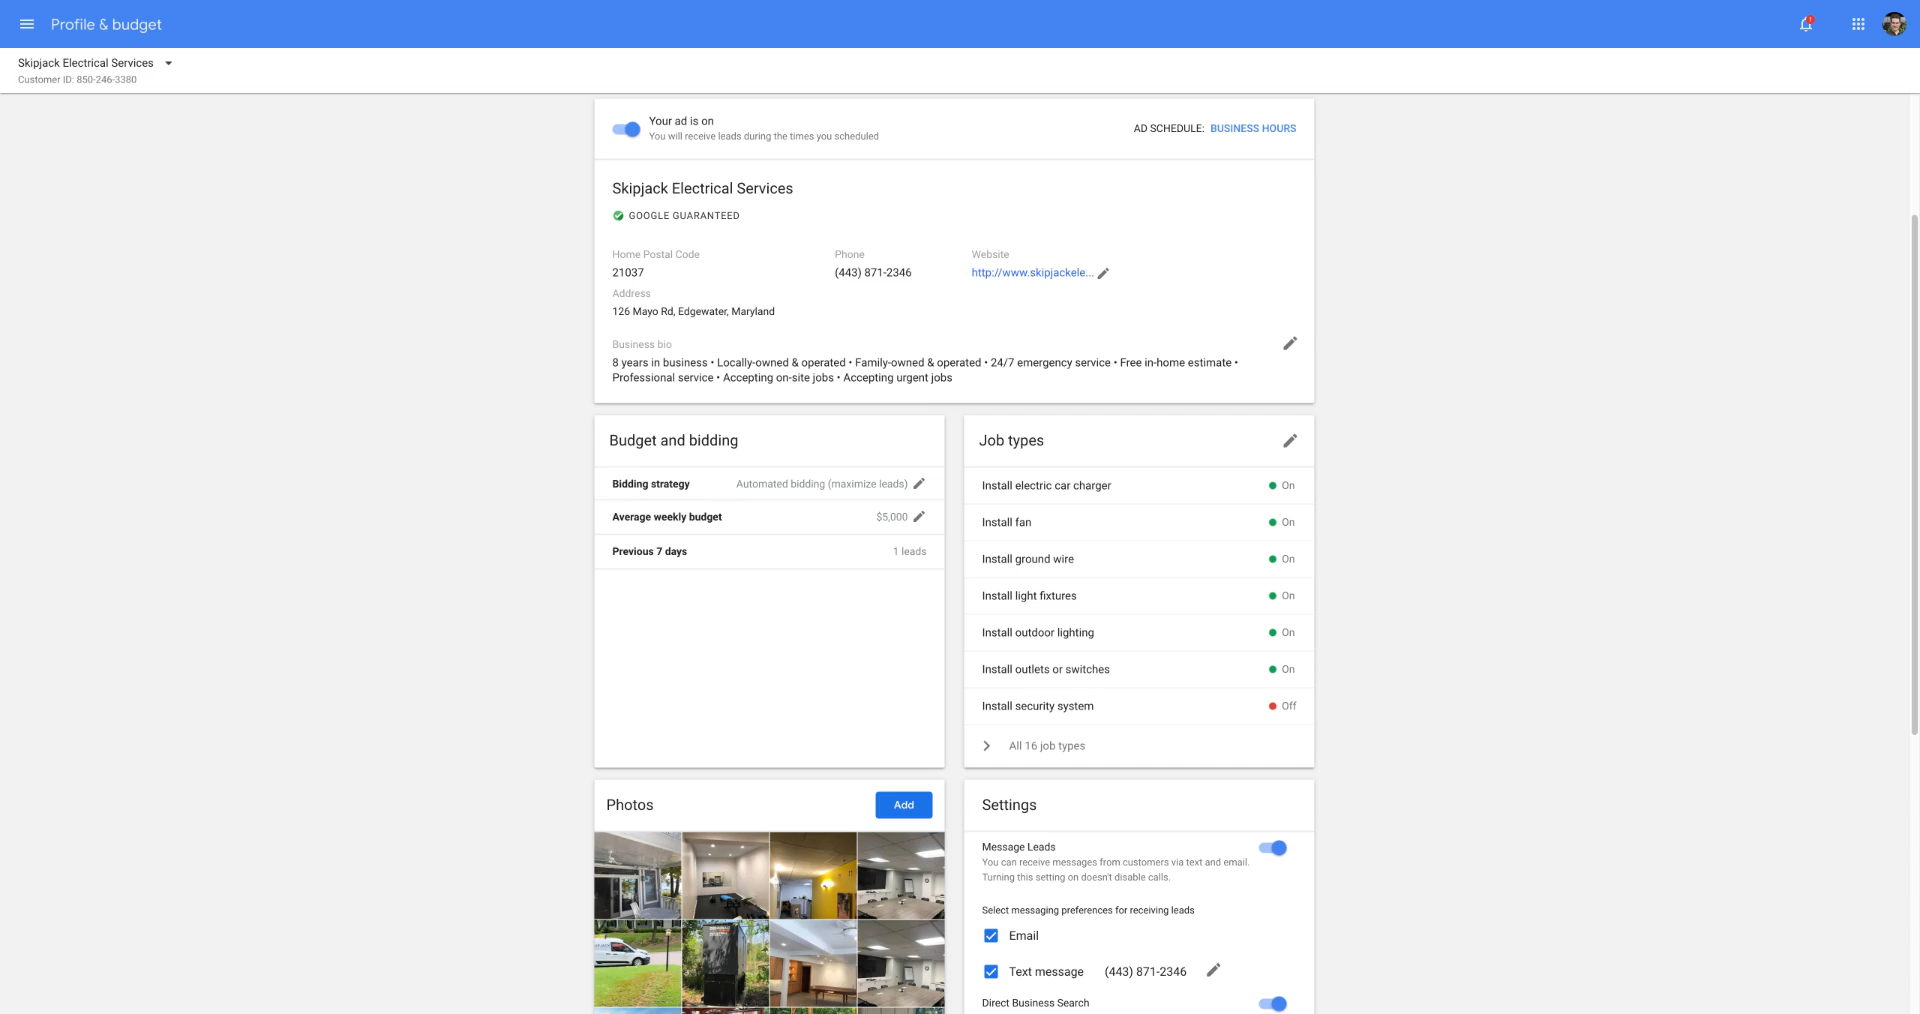 Profile & budget
Skipjack Electrical Services
Customer ID: 850-246-3380
Your ad is on
You will receive leads during the times you scheduled
AD SCHEDULE: BUSINESS HOURS
Skipjack Electrical Services
GOOGLE GUARANTEED
Home Postal Code
21037
Phone
(443) 871-2346
Website
http://www.skipjackele...
Address
126 Mayo Rd, Edgewater, Maryland
Business bio
8 years in business • Locally-owned & operated • Family-owned & operated • 24/7 emergency service • Free in-home estimate •
Professional service • Accepting on-site jobs • Accepting urgent jobs
Budget and bidding
Bidding strategy Automated bidding (maximize leads)
Average weekly budget $5,000
Previous 7 days 1 leads
Job types
Install electric car charger On
Install fan On
Install ground wire On
Install light fixtures On
Install outdoor lighting On
Install outlets or switches On
Install security system Off
All 16 job types
Photos
Add
Settings
Message Leads
You can receive messages from customers via text and email.
Turning this setting on doesn't disable calls.
Select messaging preferences for receiving leads
Email
Text message (443) 871-2346
Direct Business Search